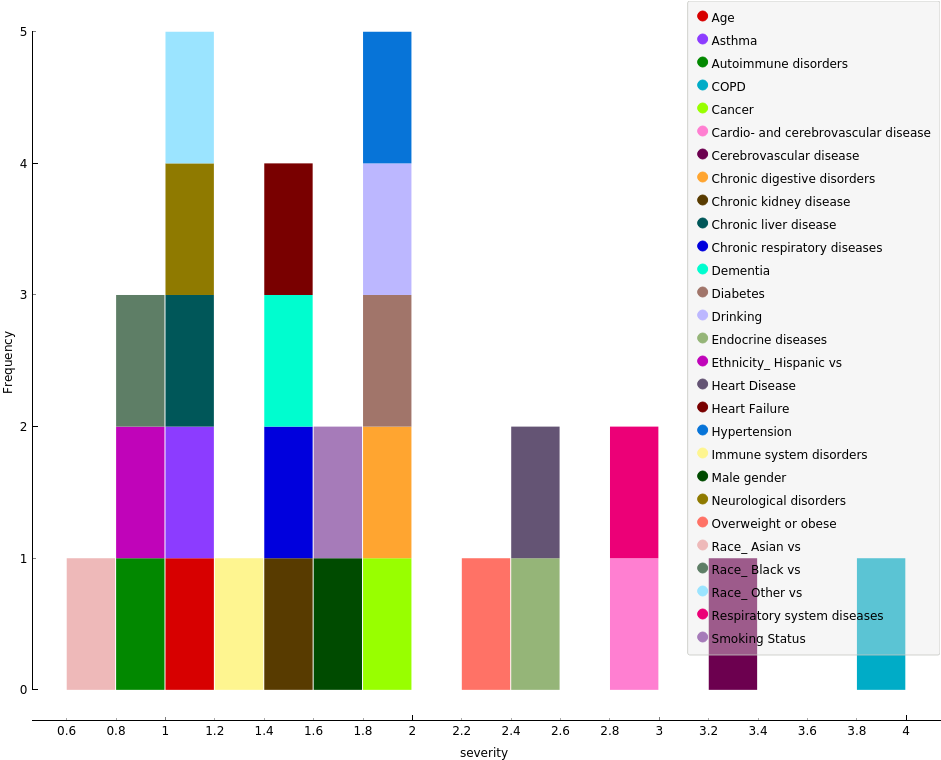 5
4
3
2
1
0
Frequency
0.6 0.8 1 1.2 1.4 1.6 1.8 2 2.2 2.4 2.6 2.8 3 3.2 3.4 3.6 3.8 4
severity
Age
Asthma
Autoimmune disorders
COPD
Cancer
Cardio- and cerebrovascular disease
Cerebrovascular disease
Chronic digestive disorders
Chronic kidney disease
Chronic liver disease
Chronic respiratory diseases
Dementia
Diabetes
Drinking
Endocrine diseases
Ethnicity_ Hispanic vs
Heart Disease
Heart Failure
Hypertension
Immune system disorders
Male gender
Neurological disorders
Overweight or obese
Race_ Asian vs
Race_ Black vs
Race_ Other vs
Respiratory system diseases
Smoking Status